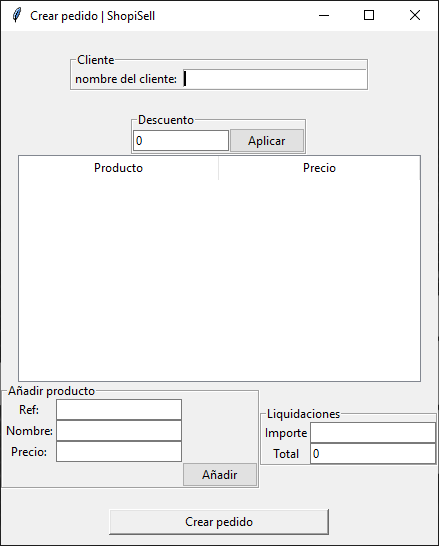 Crear pedido | ShopiSell
Cliente
nombre del cliente:
Descuento
0 Aplicar
Producto Precio
Añadir producto
Ref:
Nombre:
Precio:
Añadir
Liquidaciones
Importe
Total 0
Crear pedido